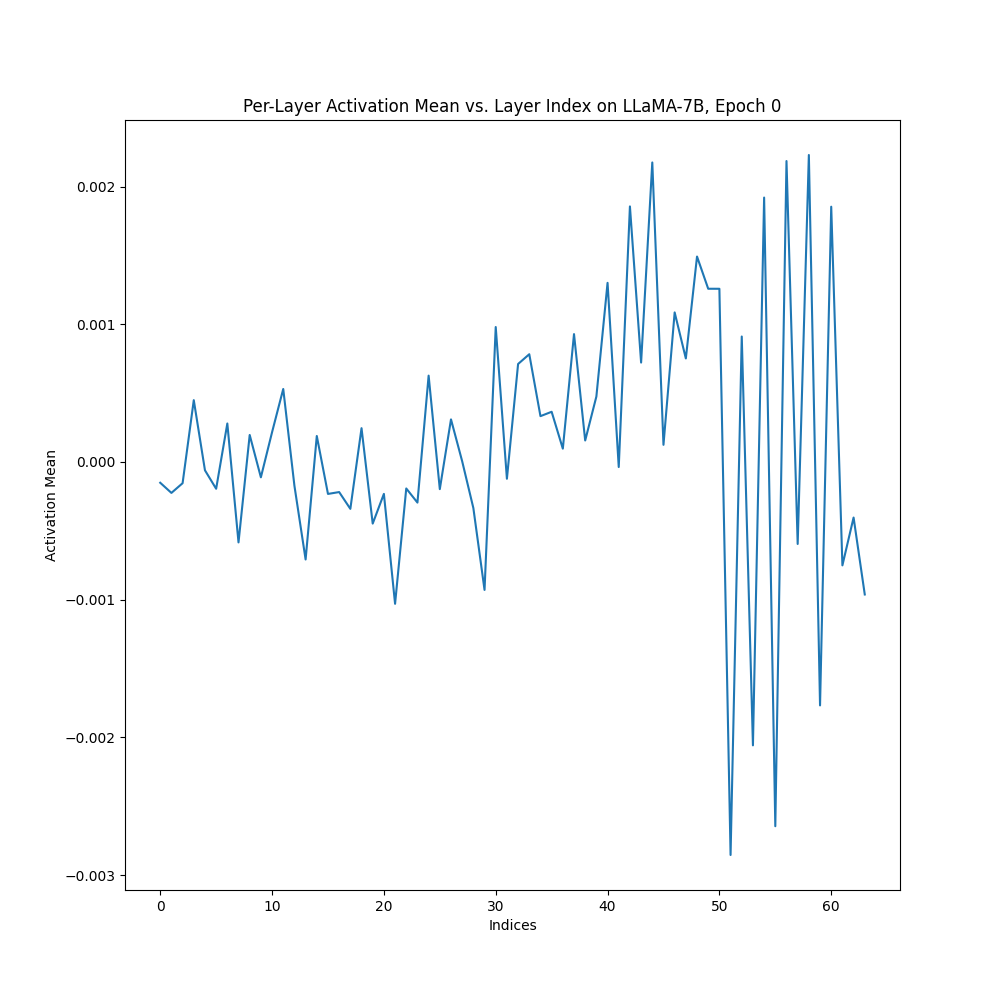 Per-Layer Activation Mean vs. Layer Index on LLaMA-7B, Epoch 0
0.002
0.001
0.000
−0.001
−0.002
−0.003
Activation Mean
0 10 20 30 40 50 60
Indices